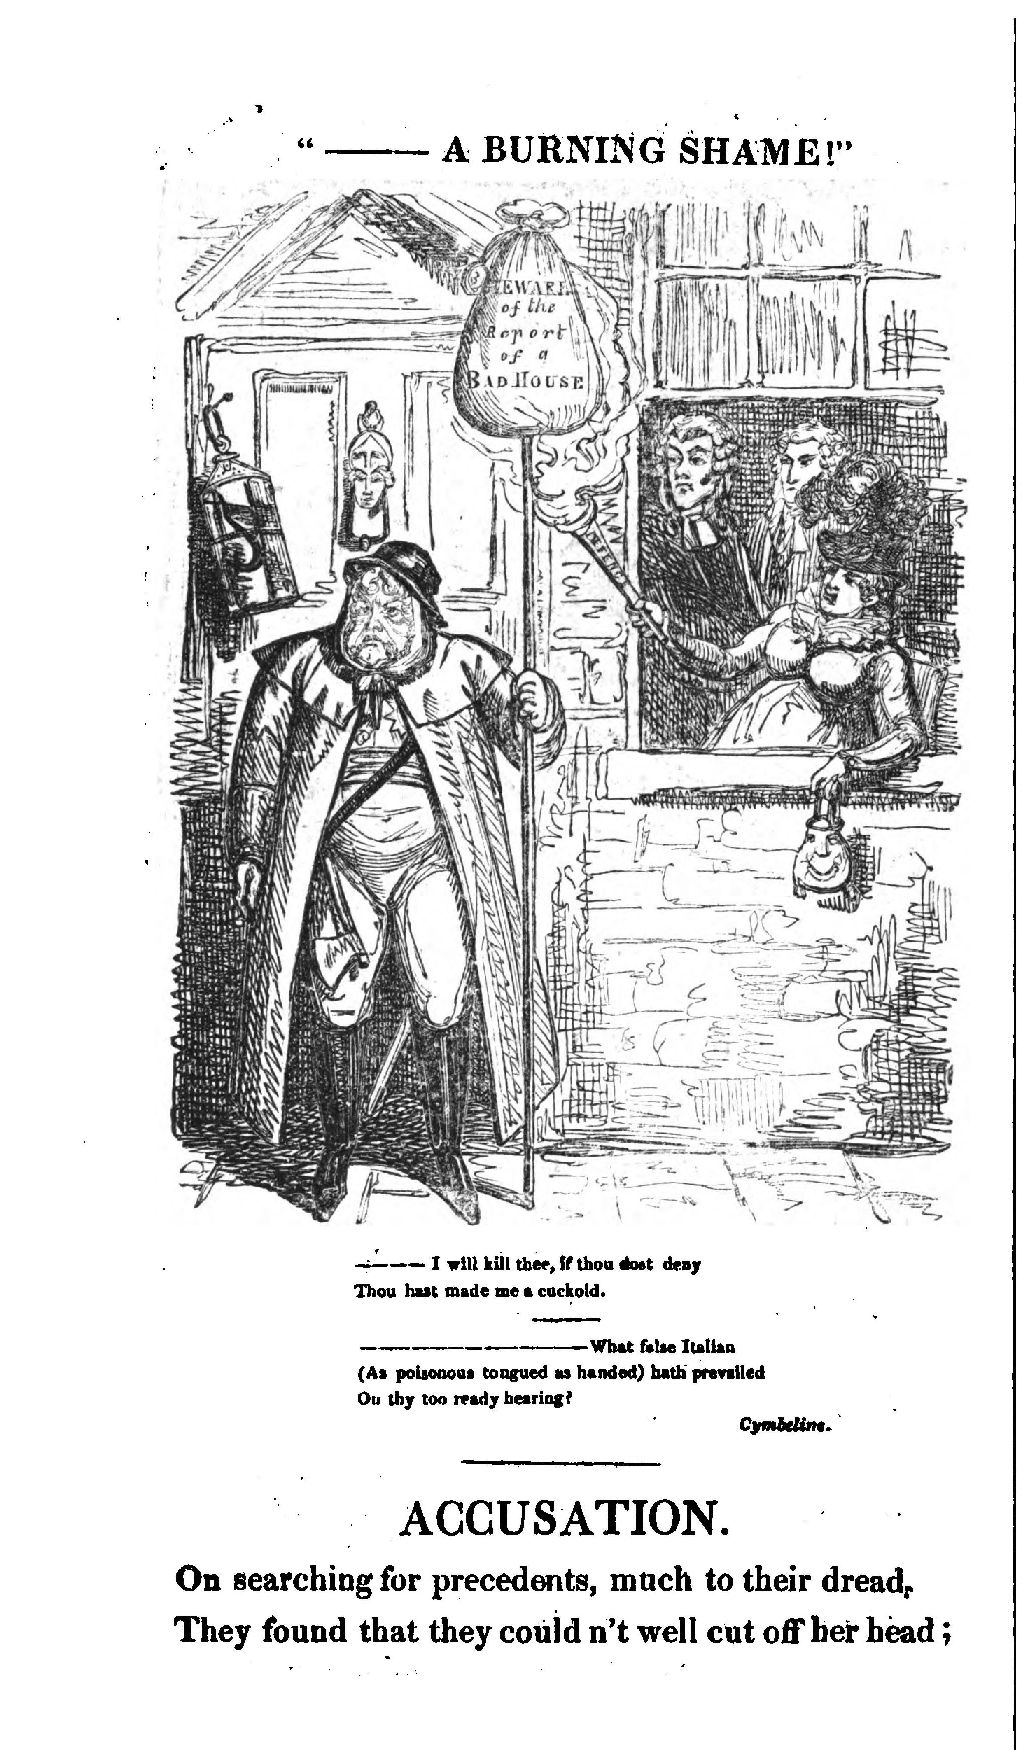 "—— A BURNING SHAME!"
BEWARE
of the
Report
of a
BAD HOUSE
——— I will kill thee, if thou dost deny
Thou hast made me a cuckold.
——————What false Italian
(As poisonous tongued as handed) hath prevailed
On thy too ready hearing?
Cymbeline.
ACCUSATION.
On searching for precedents, much to their dread,
They found that they could n't well cut off her head;